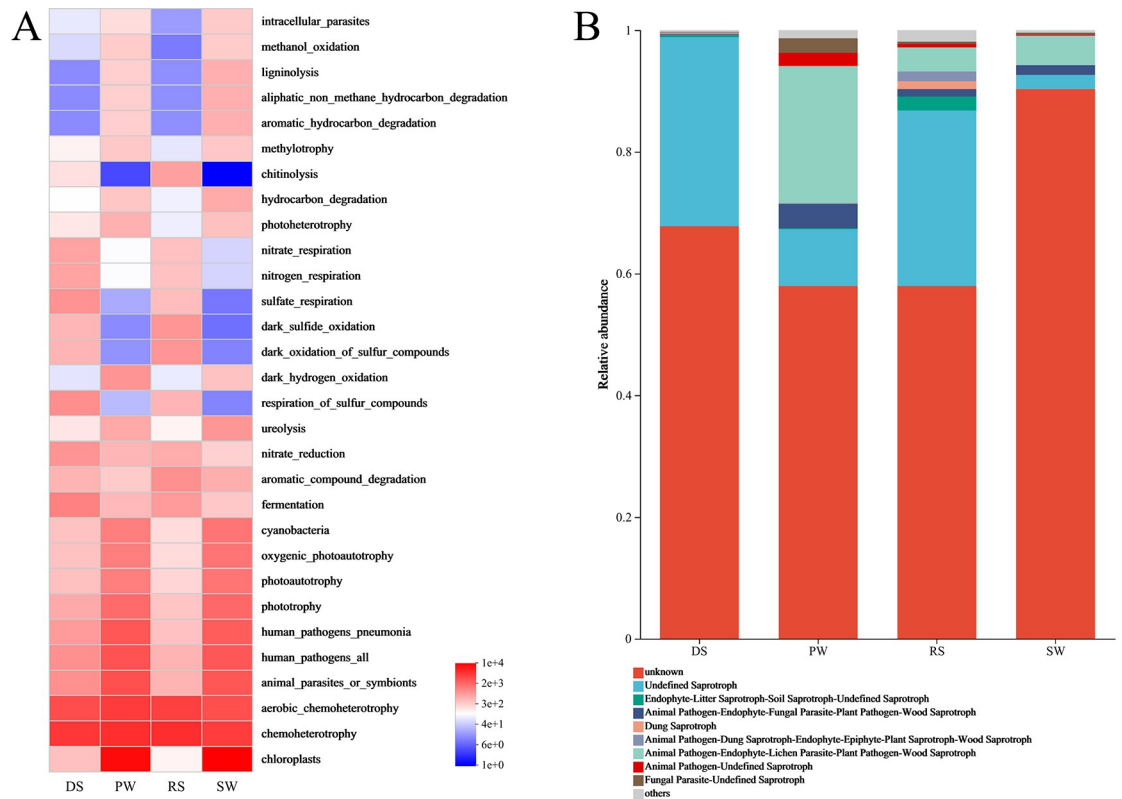 A
intracellular_parasites
methanol_oxidation
ligninolysis
aliphatic_non_methane_hydrocarbon_degradation
aromatic_hydrocarbon_degradation
methylotrophy
chitinolysis
hydrocarbon_degradation
photoheterotrophy
nitrate_respiration
nitrogen_respiration
sulfate_respiration
dark_sulfide_oxidation
dark_oxidation_of_sulfur_compounds
dark_hydrogen_oxidation
respiration_of_sulfur_compounds
ureolysis
nitrate_reduction
aromatic_compound_degradation
fermentation
cyanobacteria
oxygenic_photoautotrophy
photoautotrophy
phototrophy
human_pathogens_pneumonia
human_pathogens_all
animal_parasites_or_symbionts
aerobic_chemoheterotrophy
chemoheterotrophy
chloroplasts
DS PW RS SW
1e+4
2e+3
3e+2
4e+1
6e+0
1e+0
B
Relative abundance
1
0.8
0.6
0.4
0.2
0
DS PW RS SW
unknown
Undefined Saprotroph
Endophyte-Litter Saprotroph-Soil Saprotroph-Undefined Saprotroph
Animal Pathogen-Endophyte-Fungal Parasite-Plant Pathogen-Wood Saprotroph
Dung Saprotroph
Animal Pathogen-Dung Saprotroph-Endophyte-Epiphyte-Plant Saprotroph-Wood Saprotroph
Animal Pathogen-Endophyte-Lichen Parasite-Plant Pathogen-Wood Saprotroph
Animal Pathogen-Undefined Saprotroph
Fungal Parasite-Undefined Saprotroph
others